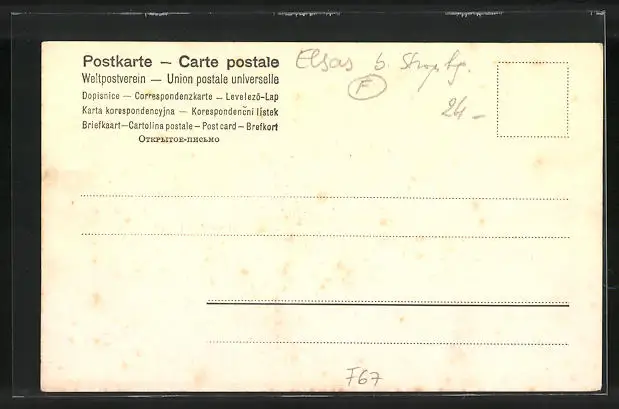 Postkarte — Carte postale
Weltpostverein — Union postale universelle
Dopisnice — Correspondenzkarte — Levelező-Lap
Karta korespondencyjna — Korespondenční lístek
Briefkaart—Cartolina postale—Post card—Brefkort
Открытое-письмо
Elsas b.
F
24 –
F67